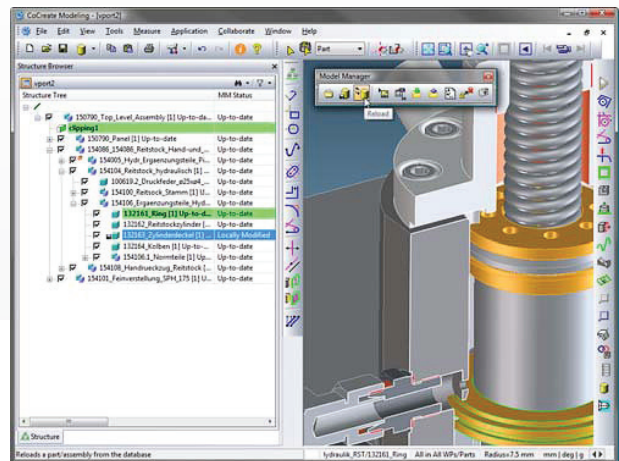 CoCreate Modeling - [vport2]
File Edit View Tools Measure Application Collaborate Window Help
Part
Structure Browser
vport2
Structure Tree MM Status
150790_Top_Level_Assembly [1] Up-to-da... Up-to-date
cSpping1
150790_Panel [1] Up-to-date Up-to-date
154086_154086_Reitstock_Hand-und_... Up-to-date
154005_Hydr_Ergaenzungsteile_Fi... Up-to-date
154104_Reitstock_hydraulisch [1] ... Up-to-date
100619.2_Druckfeder_ Up-to-date
154100_Reitsock_Stamm [1] U... Up-to-date
154106_Ergaenzungsteile_Hyd... Up-to-date
132161_Ring [1] Up-to-d... Up-to-date
132162_Reitstockzylinder [... Up-to-date
132163_Zylinderdeckel [1] ... Locally Modified
132164_Kolben [1] Up-to-... Up-to-date
154106.1_Normteile [1] Up... Up-to-date
154108_Handrueckzug_Reitstock [... Up-to-date
154101_Feinverstellung_SPH_175 [1] U... Up-to-date
Model Manager
Reload
Structure
Reloads a part/assembly from the database
lydraulik_RST/132161_Ring All in All WPs/Parts Radius=7.5 mm mm | deg | g